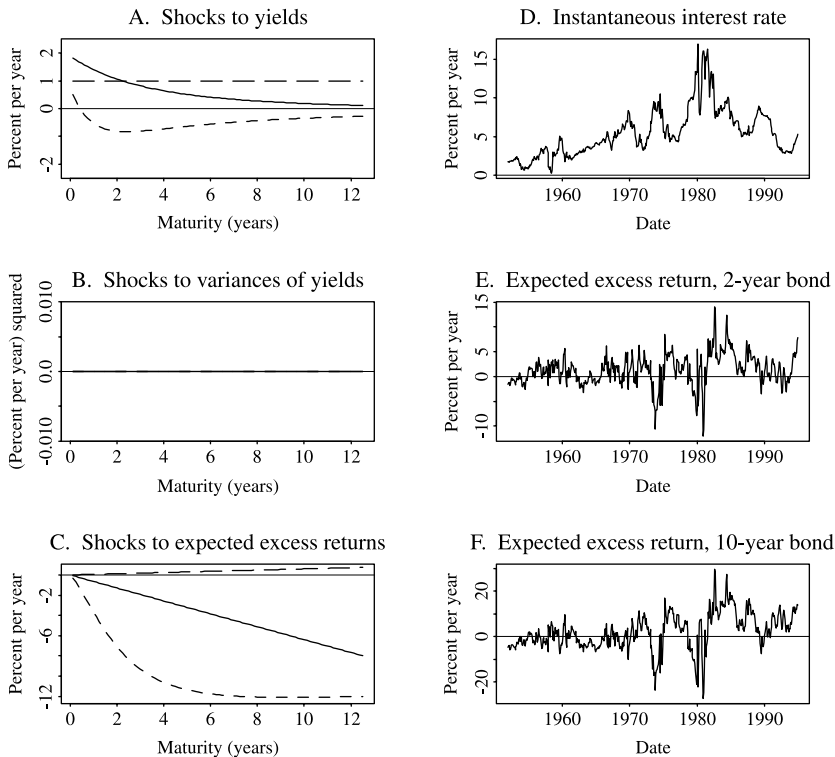 A. Shocks to yields
Percent per year
2
1
0
-2
0 2 4 6 8 10 12
Maturity (years)
B. Shocks to variances of yields
(Percent per year) squared
0.010
0.0
-0.010
0 2 4 6 8 10 12
Maturity (years)
C. Shocks to expected excess returns
Percent per year
-2
-6
-12
0 2 4 6 8 10 12
Maturity (years)
D. Instantaneous interest rate
Percent per year
15
10
5
0
1960 1970 1980 1990
Date
E. Expected excess return, 2-year bond
Percent per year
15
5
0
-10
1960 1970 1980 1990
Date
F. Expected excess return, 10-year bond
Percent per year
20
0
-20
1960 1970 1980 1990
Date